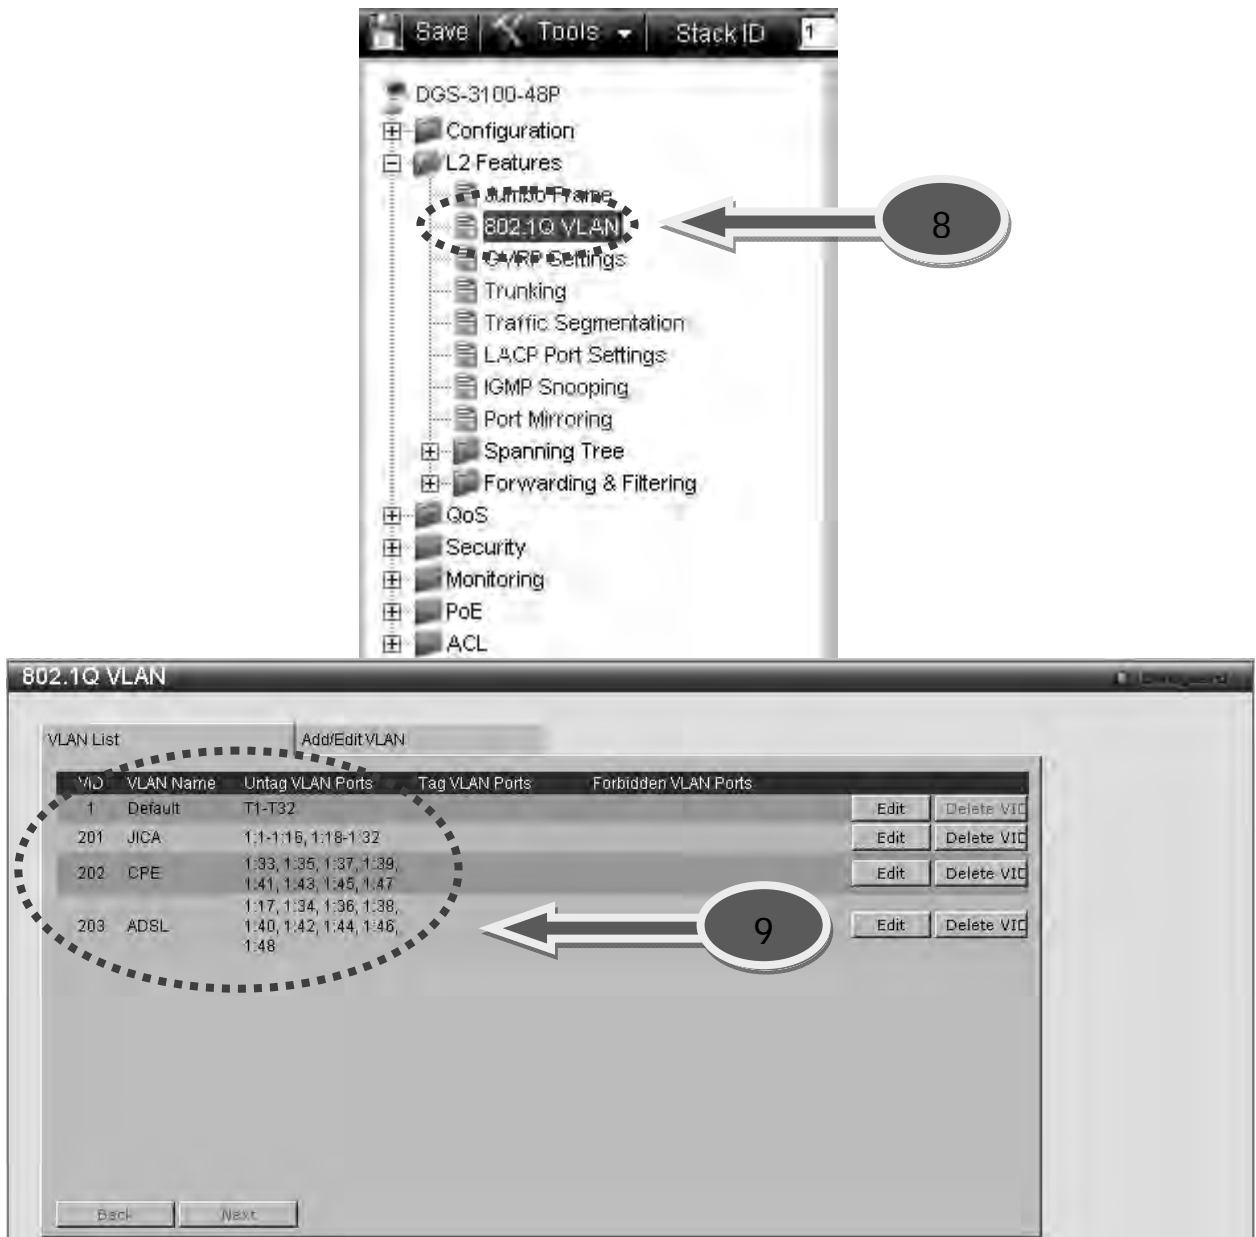 Save Tools Stack ID 1
DGS-3100-48P
Configuration
L2 Features
Jumbo Frame
802.1Q VLAN
8
GVRP Settings
Trunking
Traffic Segmentation
LACP Port Settings
IGMP Snooping
Port Mirroring
Spanning Tree
Forwarding & Filtering
QoS
Security
Monitoring
PoE
ACL
802.1Q VLAN
VLAN List Add/Edit VLAN
VID VLAN Name Untag VLAN Ports Tag VLAN Ports Forbidden VLAN Ports
1 Default T1-T32 Edit Delete VID
201 JICA 1:1-1:16, 1:18-1:32 Edit Delete VID
202 CPE 1:33, 1:35, 1:37, 1:39, Edit Delete VID
1:41, 1:43, 1:45, 1:47
1:17, 1:34, 1:36, 1:38,
203 ADSL 1:40, 1:42, 1:44, 1:46, Edit Delete VID
1:48
9
Back Next